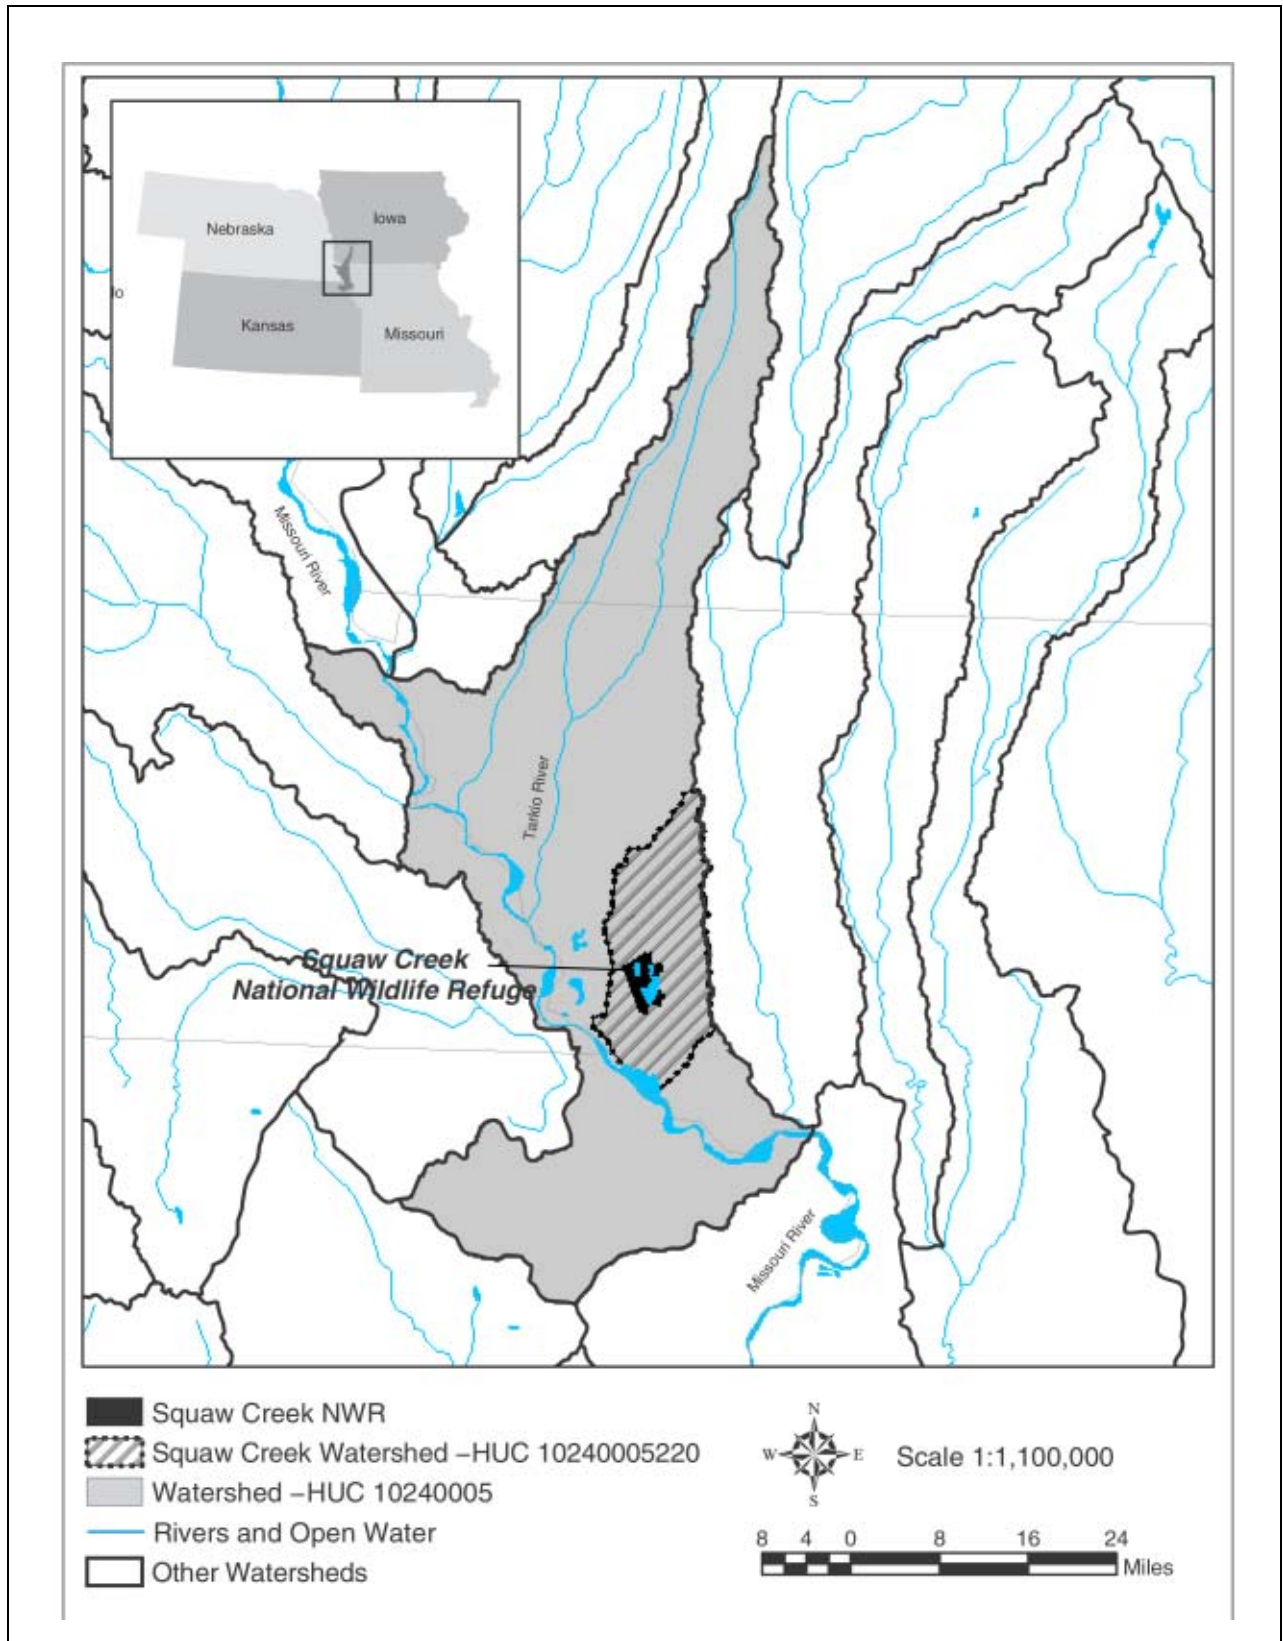 Nebraska
Iowa
lo
Kansas
Missouri
Missouri River
Tarkio River
Squaw Creek
National Wildlife Refuge
Missouri River
Squaw Creek NWR
Squaw Creek Watershed –HUC 10240005220
Watershed –HUC 10240005
Rivers and Open Water
Other Watersheds
N
W E
S
Scale 1:1,100,000
8 4 0 8 16 24
Miles